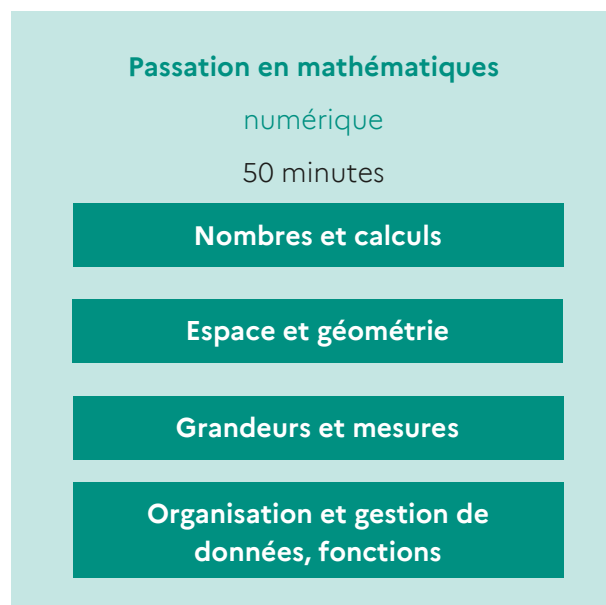 Passation en mathématiques
numérique
50 minutes
Nombres et calculs
Espace et géométrie
Grandeurs et mesures
Organisation et gestion de
données, fonctions